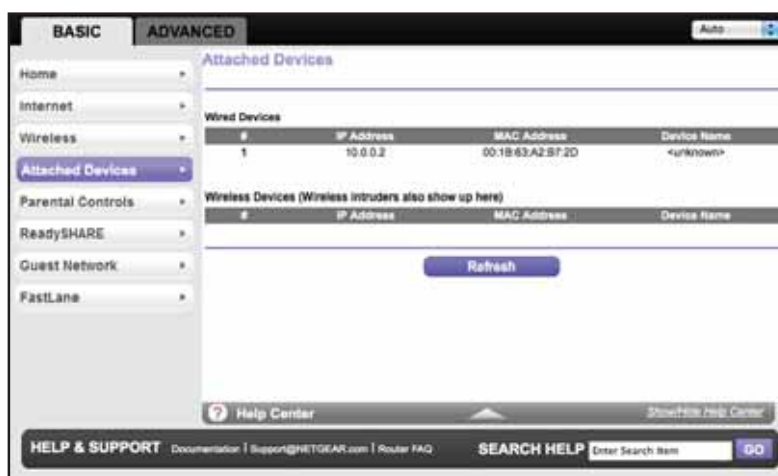 BASIC ADVANCED Auto
Attached Devices
Home
Internet
Wireless
Attached Devices
Parental Controls
ReadySHARE
Guest Network
FastLane
Wired Devices
# IP Address MAC Address Device Name
1 10.0.0.2 00:1B:63:A2:B7:2D <unknown>
Wireless Devices (Wireless intruders also show up here)
# IP Address MAC Address Device Name
Refresh
? Help Center Show/Hide Help Center
HELP & SUPPORT Documentation | Support@NETGEAR.com | Router FAQ SEARCH HELP Enter Search Item GO